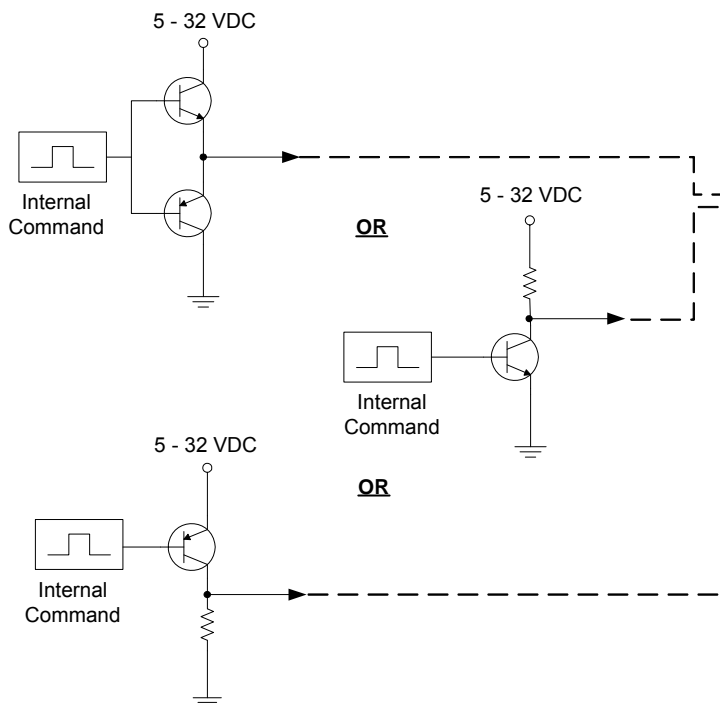 5 - 32 VDC
Internal
Command
OR
5 - 32 VDC
Internal
Command
5 - 32 VDC
OR
Internal
Command